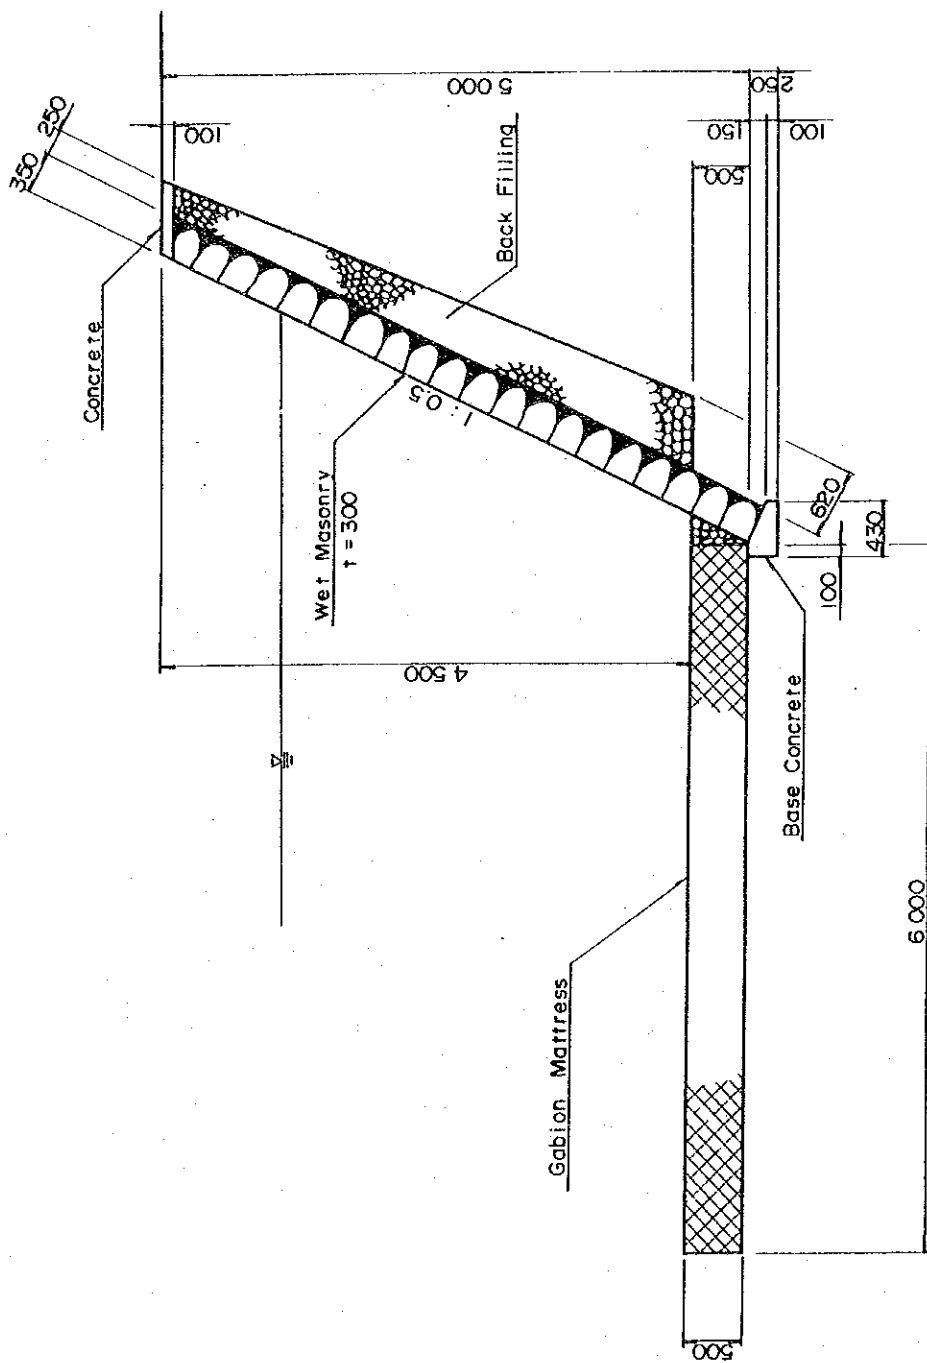 5 000
250
250
350
100
150
100
500
Back Filling
Concrete
1 : 0.5
Wet Masonry
t = 300
620
430
100
4 500
Base Concrete
Gabion Mattress
6 000
500